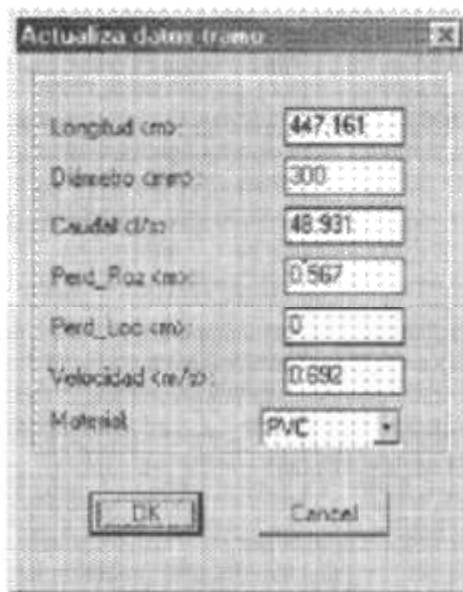 Actualiza datos tramo
Longitud <m>: 447.161
Diámetro <mm>: 300
Caudal <l/s>: 48.931
Perd_Roz <m>: 0.567
Perd_Loc <m>: 0
Velocidad <m/s>: 0.692
Material PVC
OK Cancel